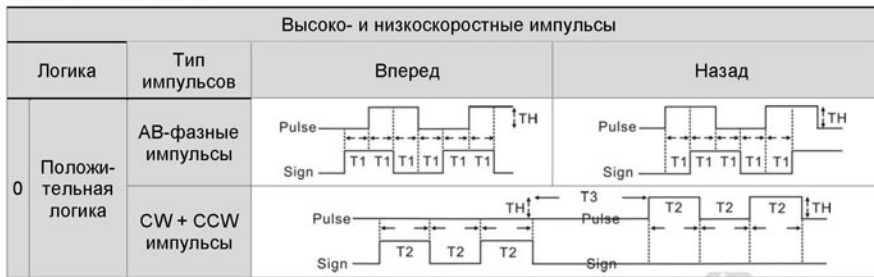 Высоко- и низкоскоростные импульсы
Логика
Тип
импульсов
Вперед
Назад
0
Положи-
тельная
логика
AB-фазные
импульсы
Pulse
TH
T1 T1 T1 T1 T1 T1
Sign
Pulse
TH
T1 T1 T1 T1 T1
Sign
CW + CCW
импульсы
Pulse
TH
T3
Pulse
T2 T2 T2
TH
Sign
T2 T2 T2
Sign